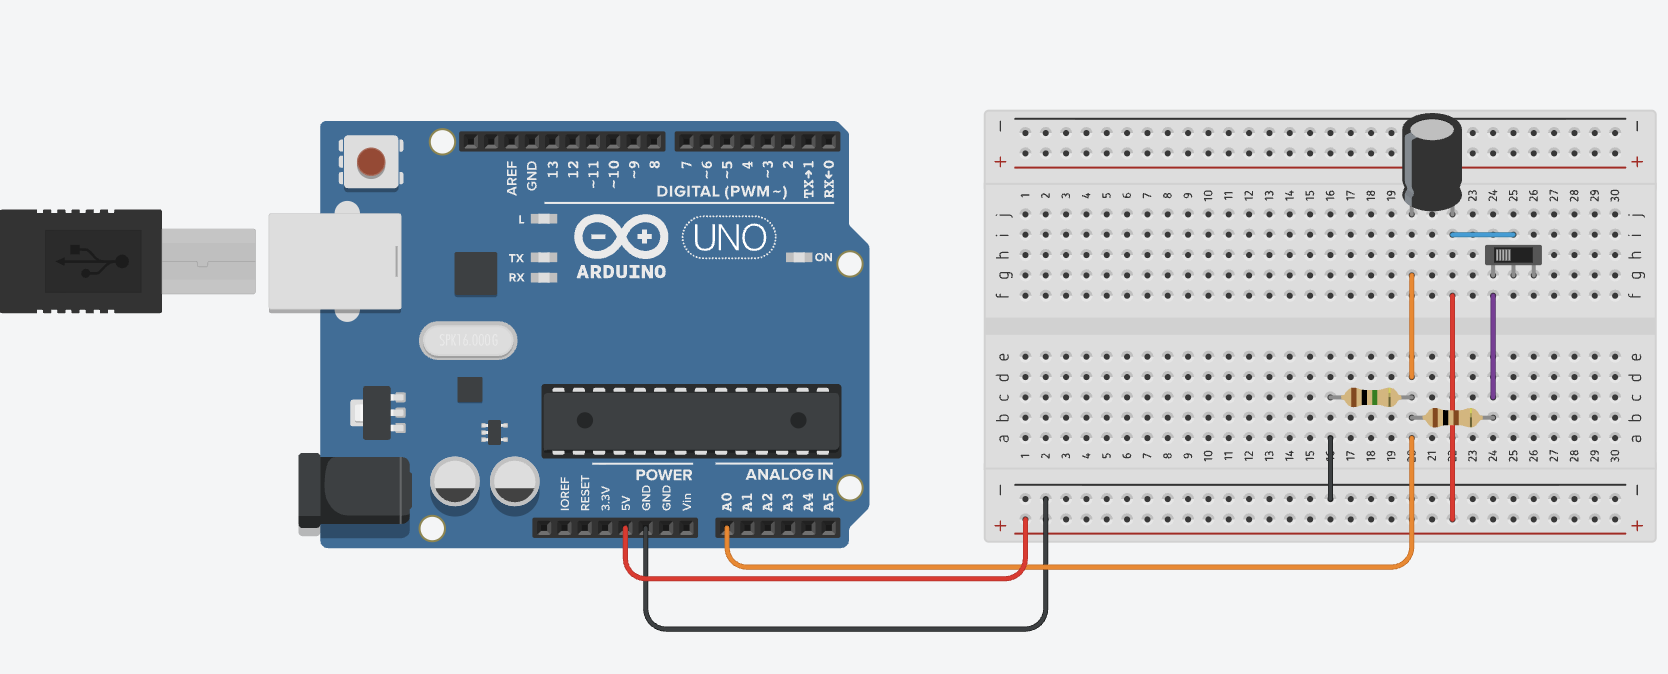 AREF
GND
13
12
~11
~10
~9
8
7
~6
~5
4
~3
2
TX→1
RX←0
DIGITAL (PWM~)
L
TX
RX
ARDUINO
UNO
ON
SPK16.000G
POWER
ANALOG IN
IOREF
RESET
3.3V
5V
GND
GND
Vin
A0
A1
A2
A3
A4
A5
− −
+ +
1 2 3 4 5 6 7 8 9 10 11 12 13 14 15 16 17 18 19 23 24 25 26 27 28 29 30
j j
i i
h h
g g
f f
e e
d d
c c
b b
a a
1 2 3 4 5 6 7 8 9 10 11 12 13 14 15 16 17 18 19 20 21 22 23 24 25 26 27 28 29 30
− −
+ +